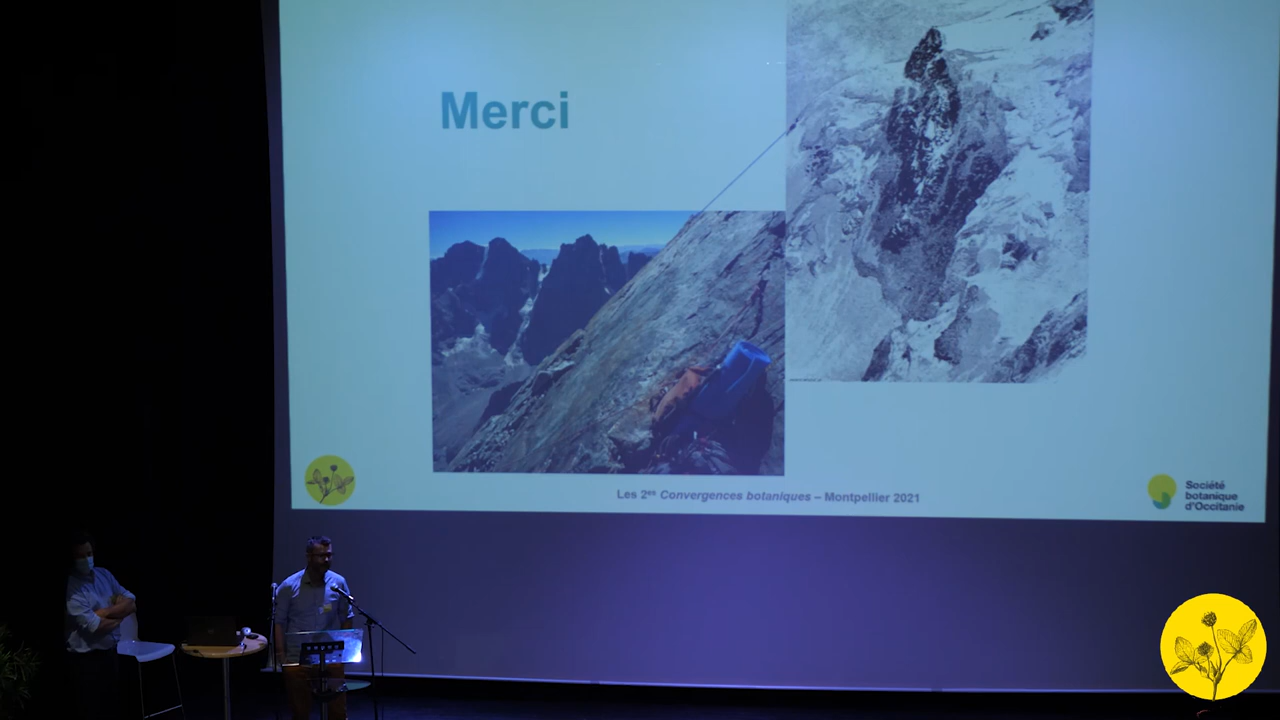 Merci
Les 2es Convergences botaniques – Montpellier 2021
Société
botanique
d'Occitanie